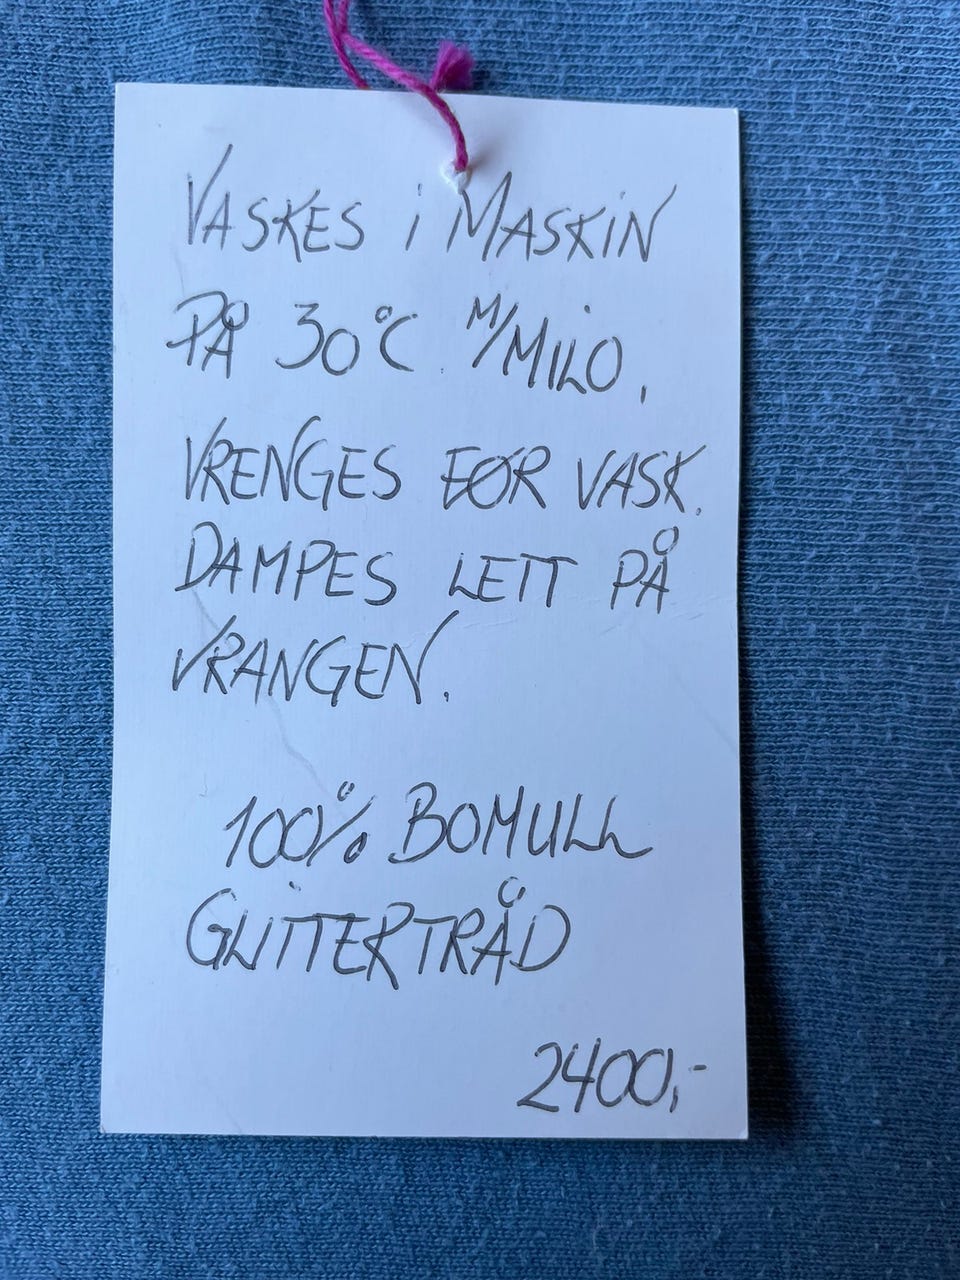 VASKES i MASKiN
PÅ 30°C M/MiLO,
VRENGES FØR VASK.
DAMPES LETT PÅ
VRANGEN.
100% BOMULL
GLiTTERTRÅD
2400,-